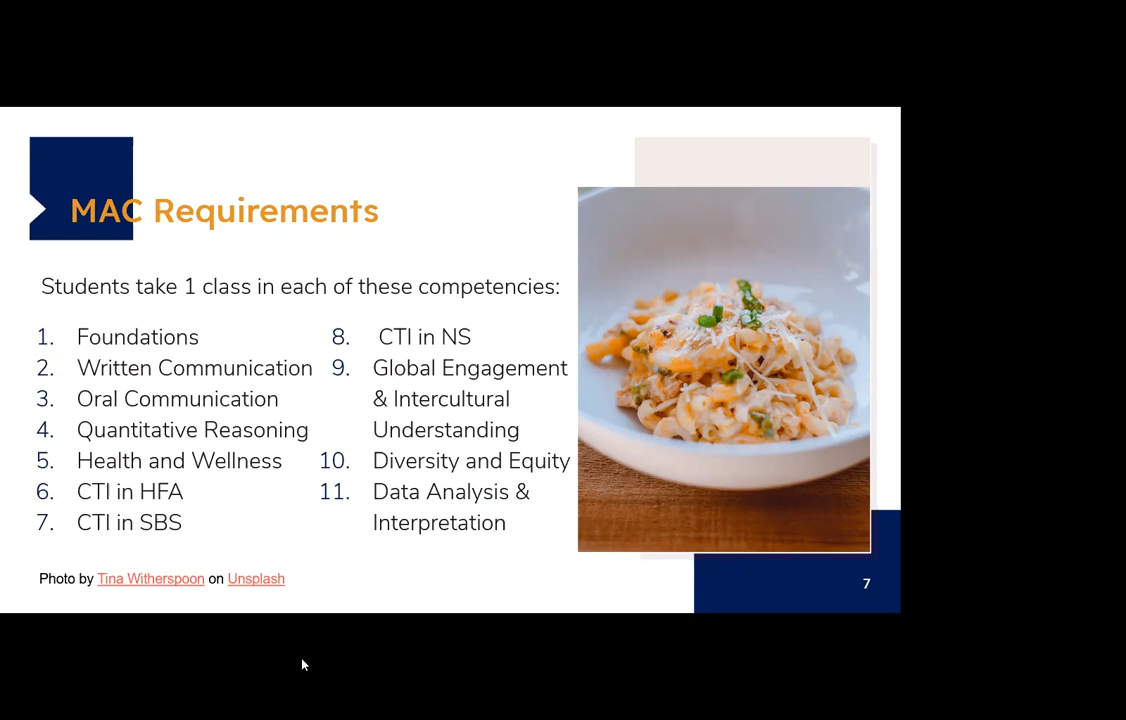 MAC Requirements
Students take 1 class in each of these competencies:
1. Foundations
2. Written Communication
3. Oral Communication
4. Quantitative Reasoning
5. Health and Wellness
6. CTI in HFA
7. CTI in SBS
8. CTI in NS
9. Global Engagement
& Intercultural
Understanding
10. Diversity and Equity
11. Data Analysis &
Interpretation
Photo by Tina Witherspoon on Unsplash
7